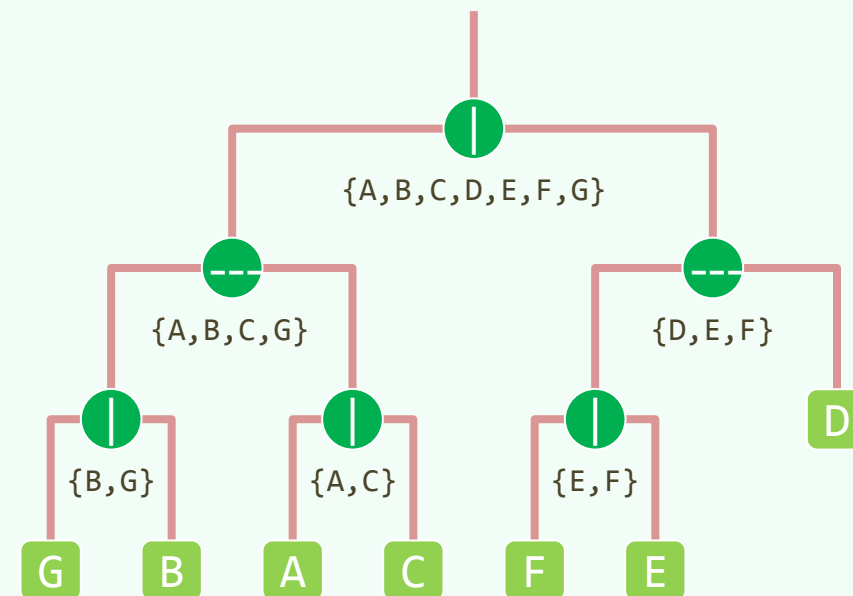 {A,B,C,D,E,F,G}
{A,B,C,G}
{D,E,F}
D
{B,G}
{A,C}
{E,F}
G
B
A
C
F
E